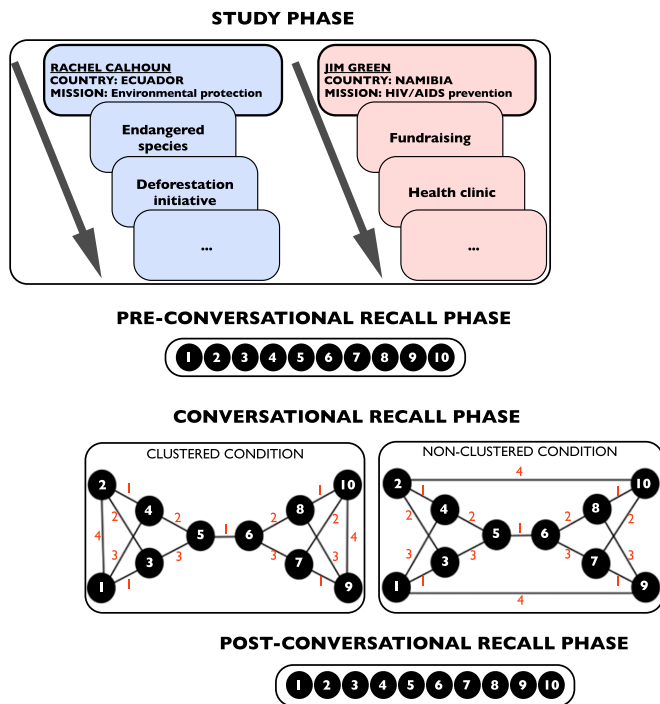 STUDY PHASE
RACHEL CALHOUN
COUNTRY: ECUADOR
MISSION: Environmental protection
Endangered
species
Deforestation
initiative
...
JIM GREEN
COUNTRY: NAMIBIA
MISSION: HIV/AIDS prevention
Fundraising
Health clinic
...
PRE-CONVERSATIONAL RECALL PHASE
1 2 3 4 5 6 7 8 9 10
CONVERSATIONAL RECALL PHASE
CLUSTERED CONDITION
2 1 4 2 2 5 1 6 2 8 1 10
4 3 1 3 3 3 7 3 1 9 2 4
NON-CLUSTERED CONDITION
4
2 1 4 2 2 5 1 6 2 8 1 10
3 1 1 3 3 3 7 3 1 9 2
4
POST-CONVERSATIONAL RECALL PHASE
1 2 3 4 5 6 7 8 9 10